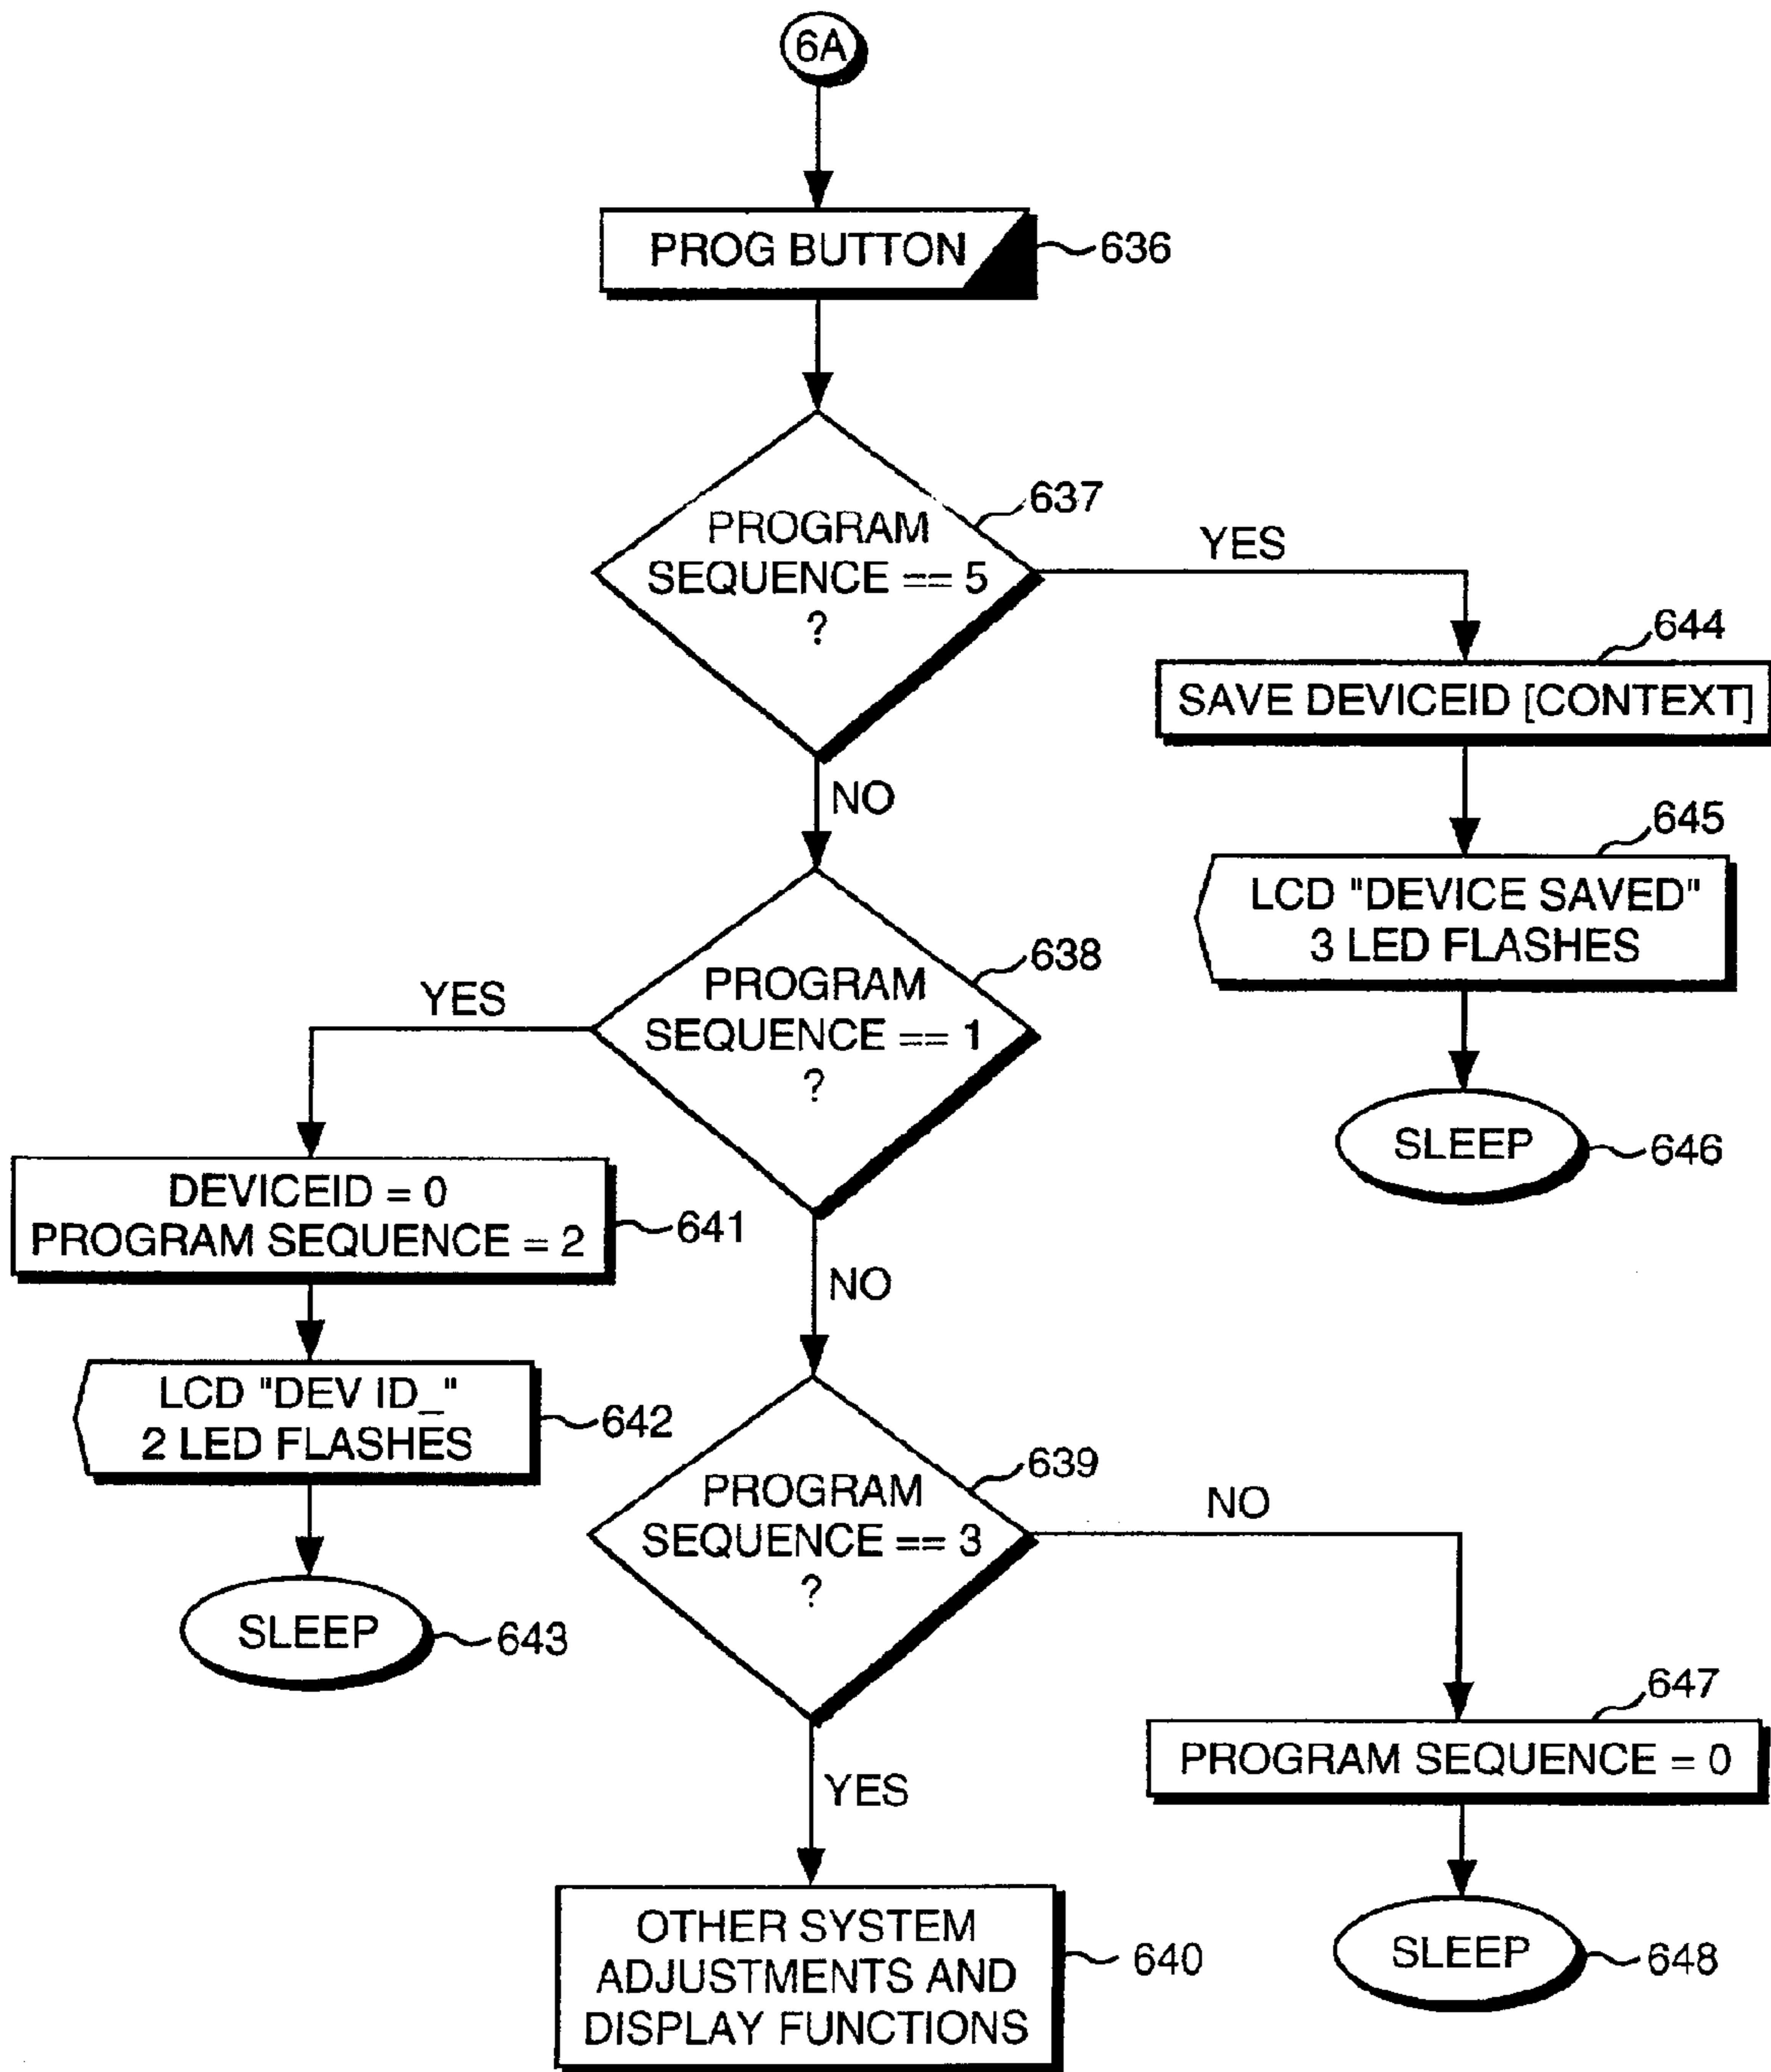 6A
PROG BUTTON
636
PROGRAM
SEQUENCE == 5
?
637
YES
644
SAVE DEVICEID [CONTEXT]
NO
645
LCD "DEVICE SAVED"
3 LED FLASHES
PROGRAM
SEQUENCE == 1
?
638
YES
SLEEP
646
DEVICEID = 0
PROGRAM SEQUENCE = 2
641
NO
LCD "DEV ID_"
2 LED FLASHES
642
PROGRAM
SEQUENCE == 3
?
639
NO
SLEEP
643
647
PROGRAM SEQUENCE = 0
YES
OTHER SYSTEM
ADJUSTMENTS AND
DISPLAY FUNCTIONS
640
SLEEP
648